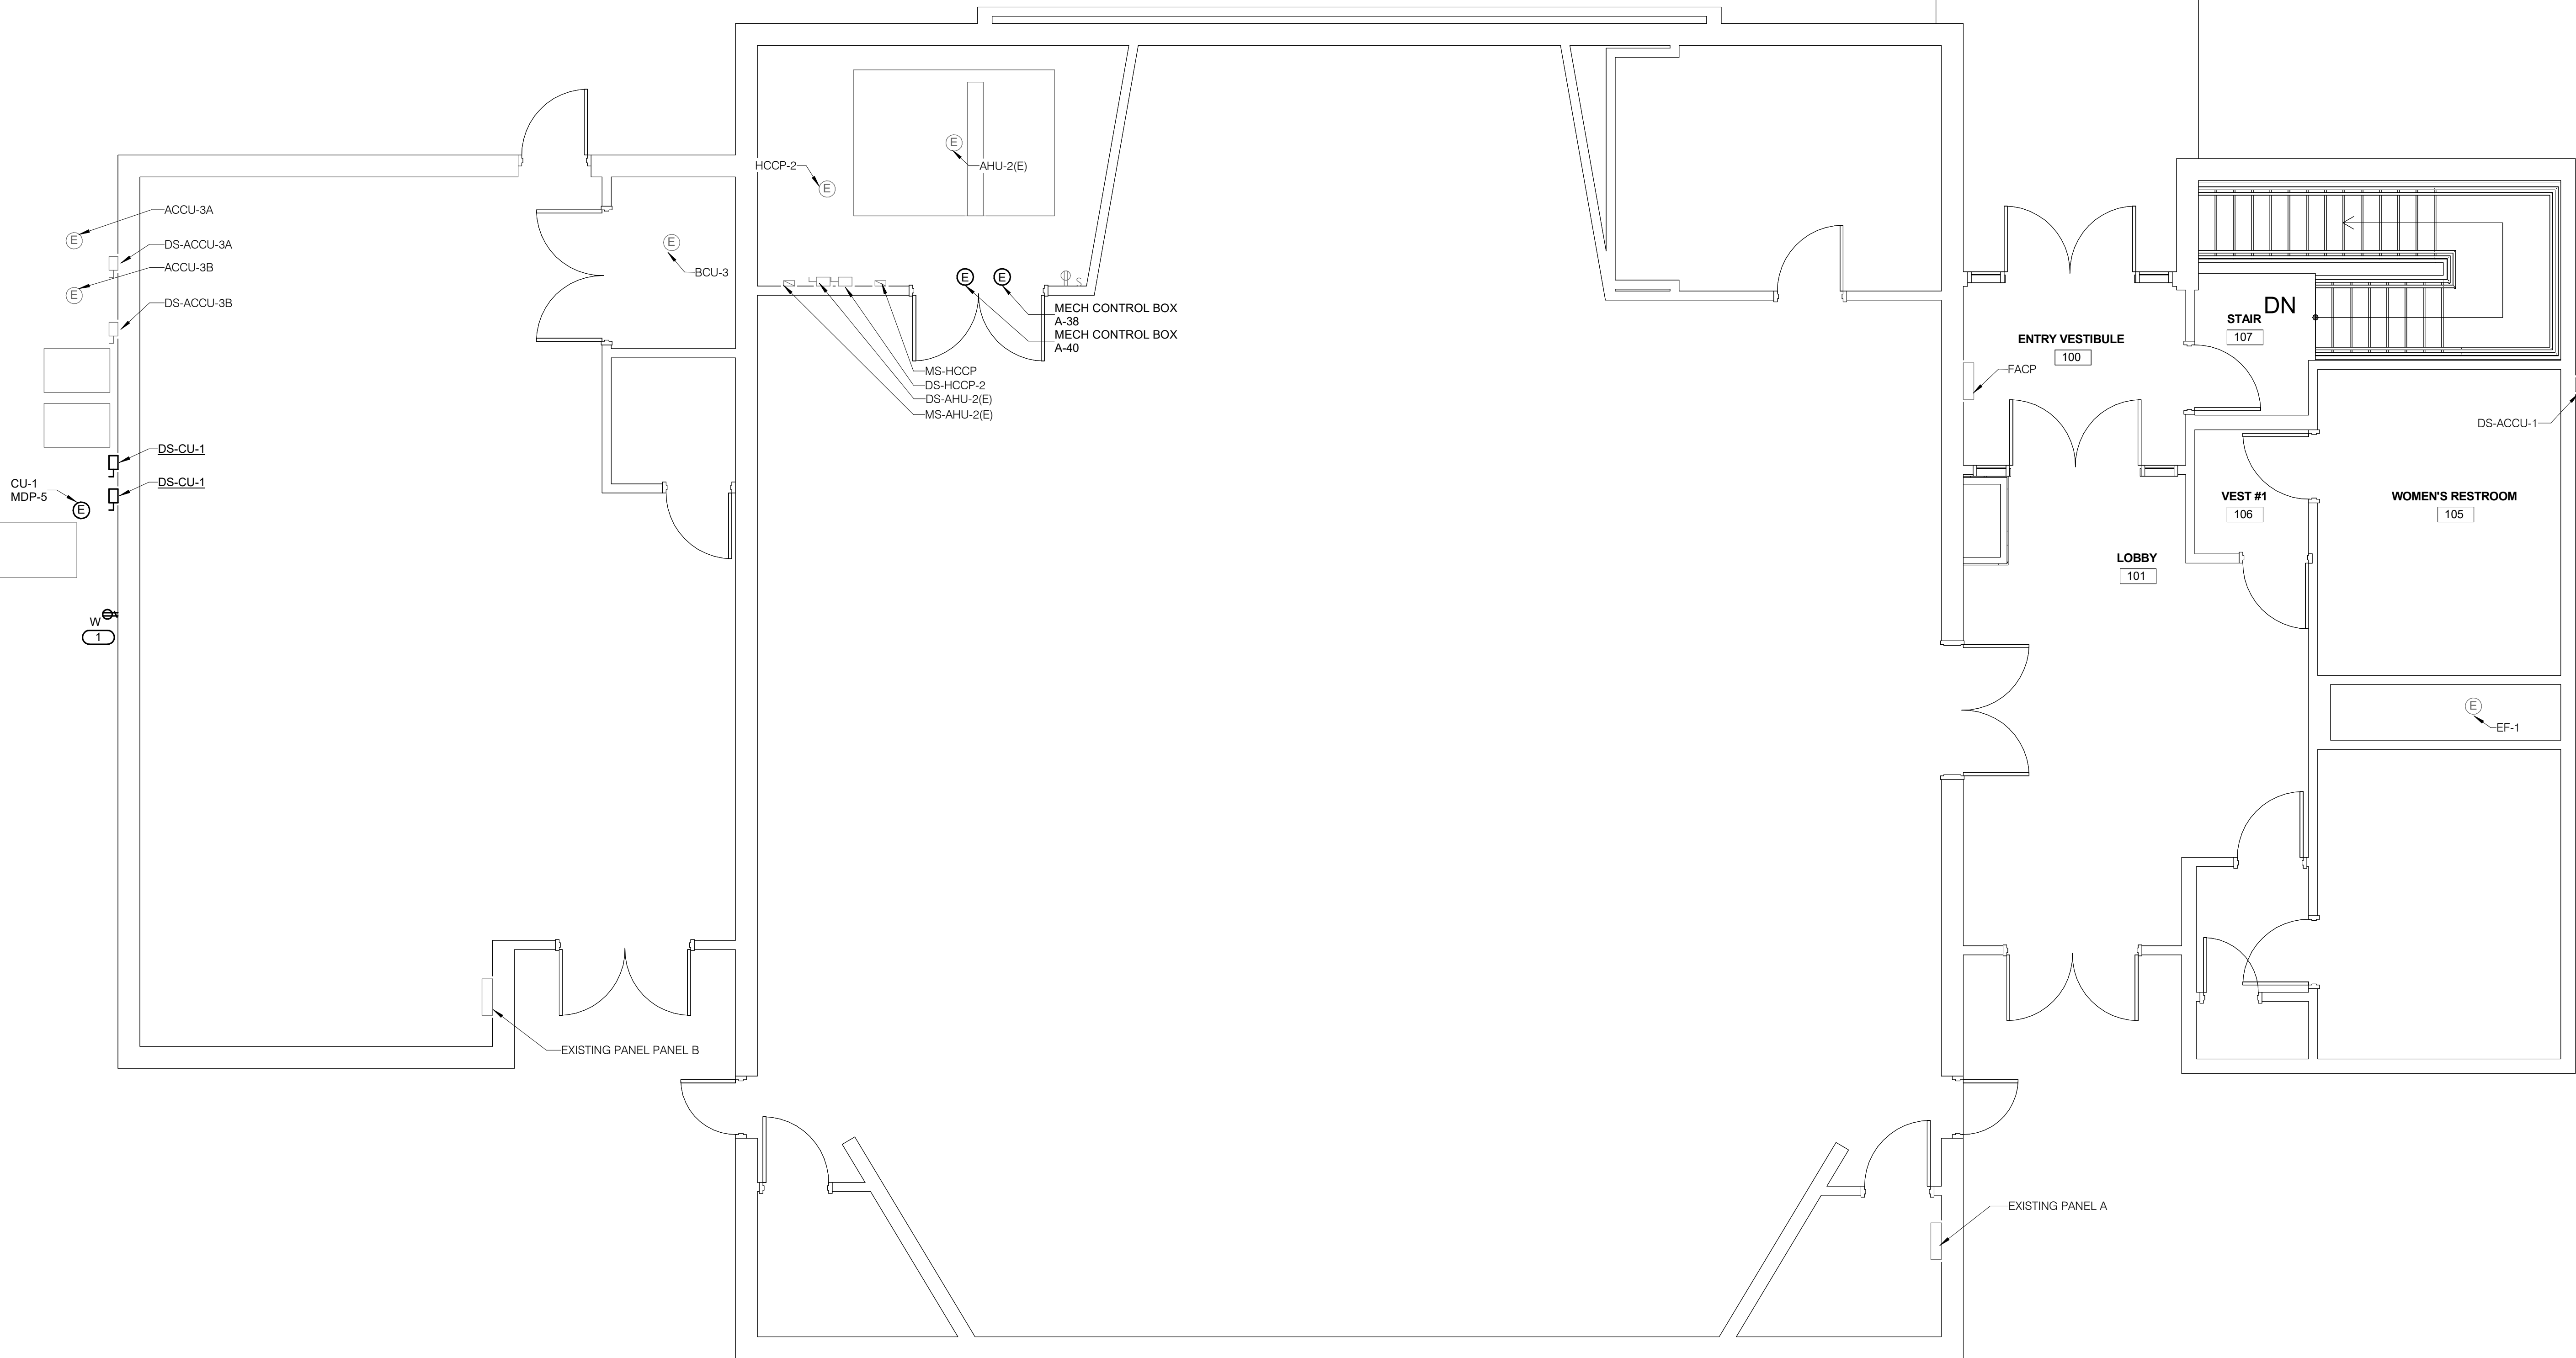 E
HCCP-2
E
AHU-2(E)
E
ACCU-3A
E
DS-ACCU-3A
ACCU-3B
E
DS-ACCU-3B
E
BCU-3
E
E
S
MECH CONTROL BOX
A-38
MECH CONTROL BOX
A-40
MS-HCCP
DS-HCCP-2
DS-AHU-2(E)
MS-AHU-2(E)
DN
STAIR
107
ENTRY VESTIBULE
100
FACP
DS-ACCU-1
DS-CU-1
DS-CU-1
CU-1
MDP-5
E
VEST #1
106
WOMEN'S RESTROOM
105
LOBBY
101
W
1
E
EF-1
EXISTING PANEL PANEL B
EXISTING PANEL A